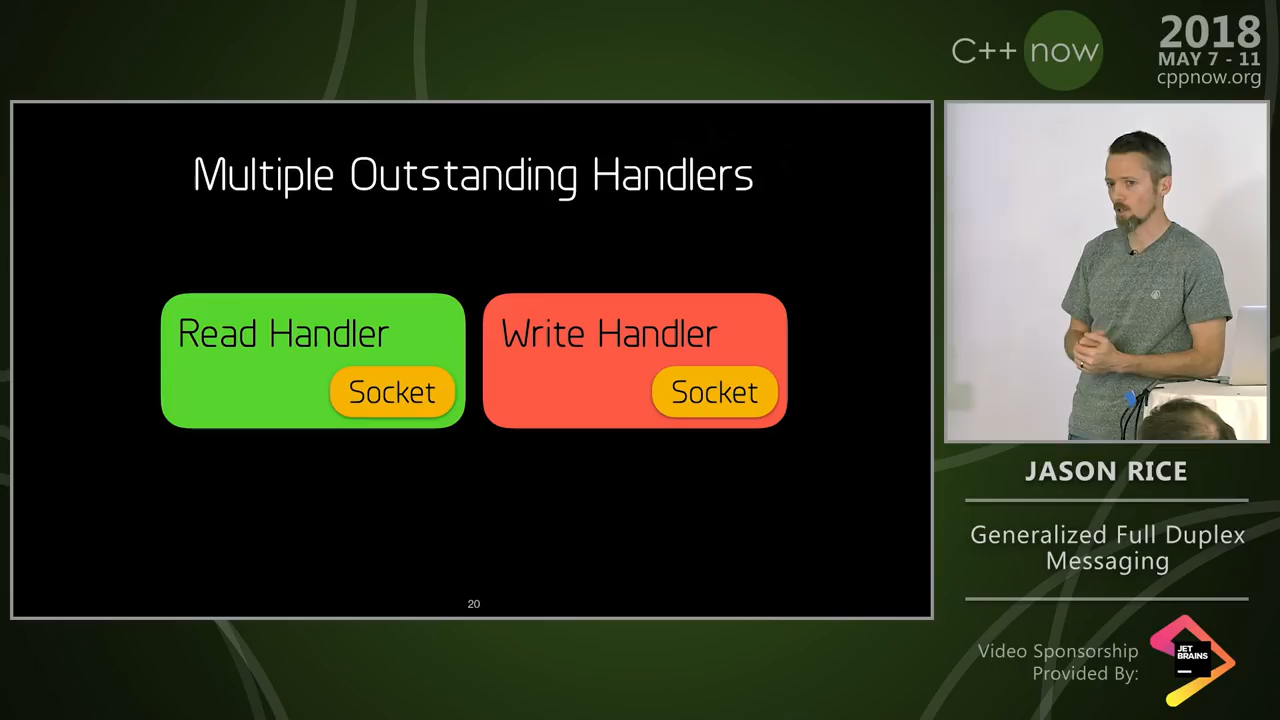 C++ now
2018
MAY 7 - 11
cppnow.org
Multiple Outstanding Handlers
Read Handler
Socket
Write Handler
Socket
20
JASON RICE
Generalized Full Duplex
Messaging
Video Sponsorship
Provided By:
JET
BRAINS